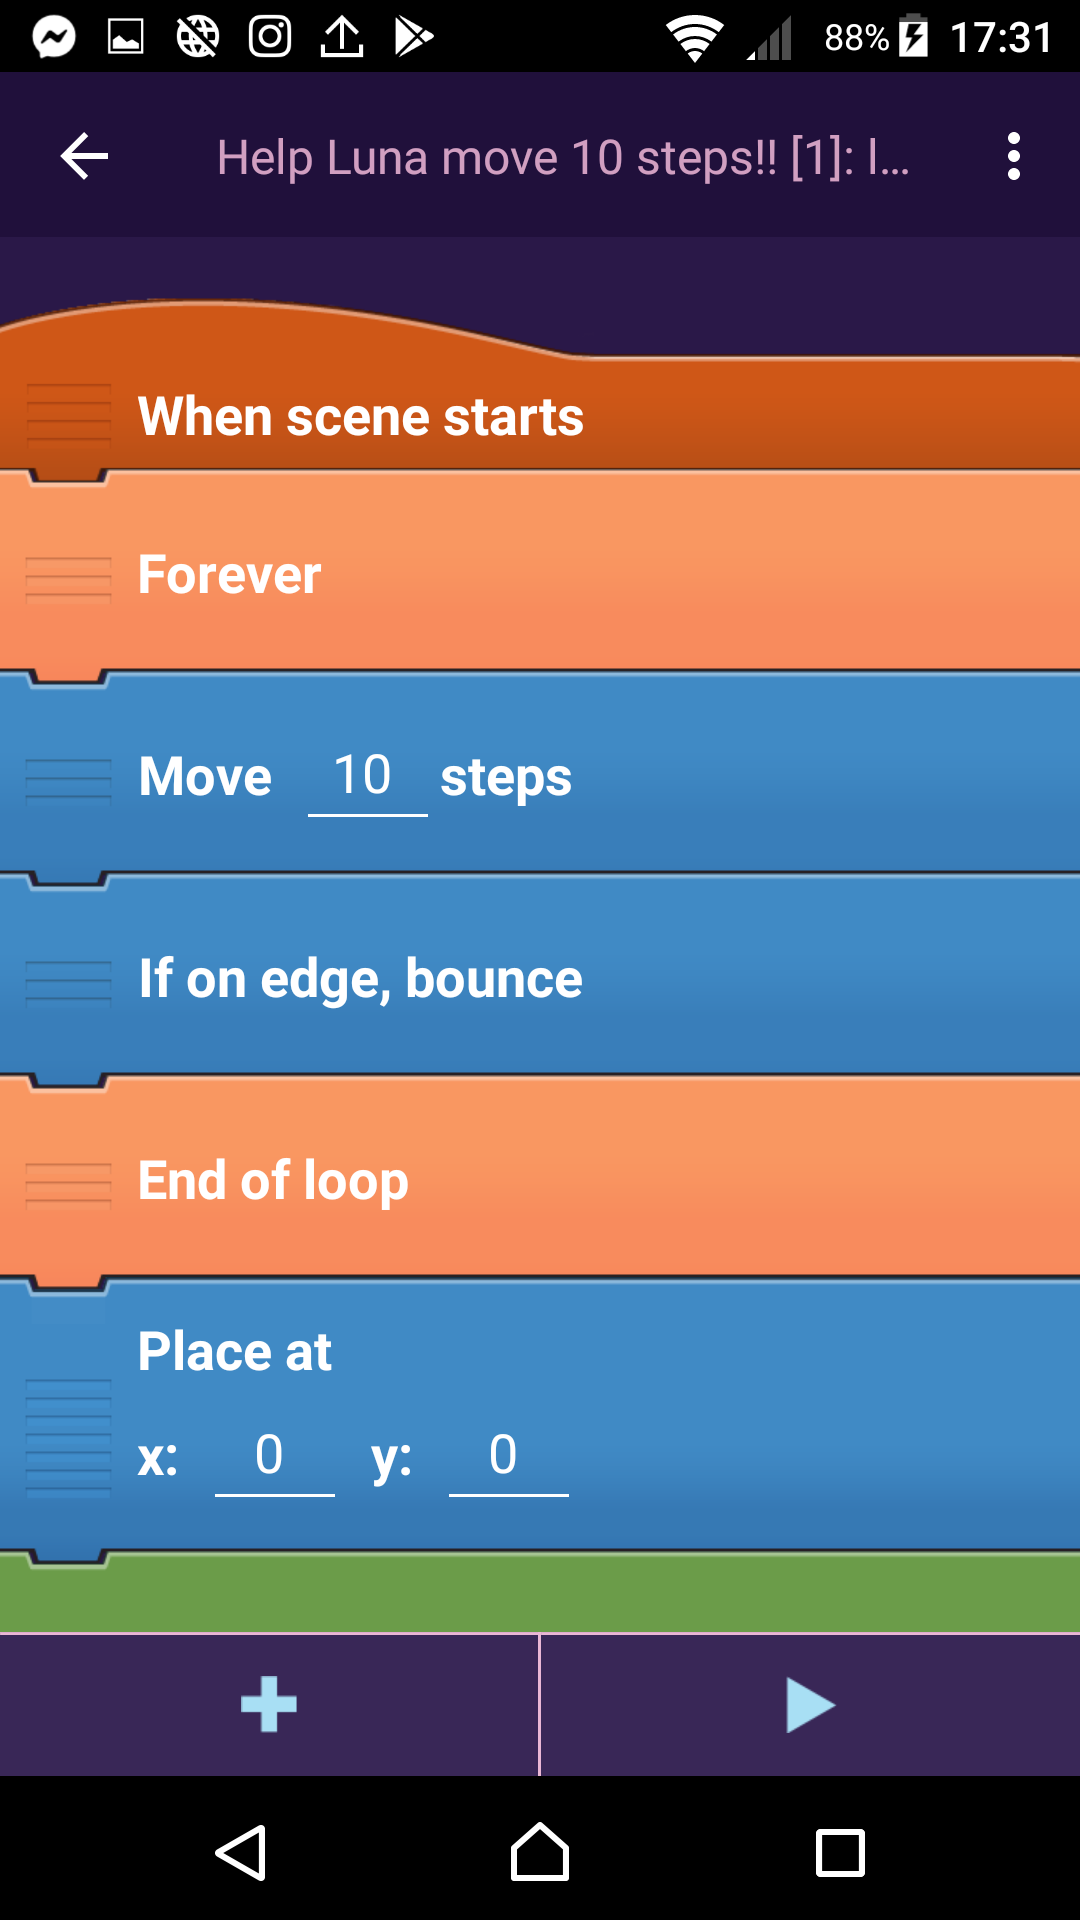 88% 17:31
Help Luna move 10 steps!! [1]: l...
When scene starts
Forever
Move 10 steps
If on edge, bounce
End of loop
Place at
x: 0 y: 0